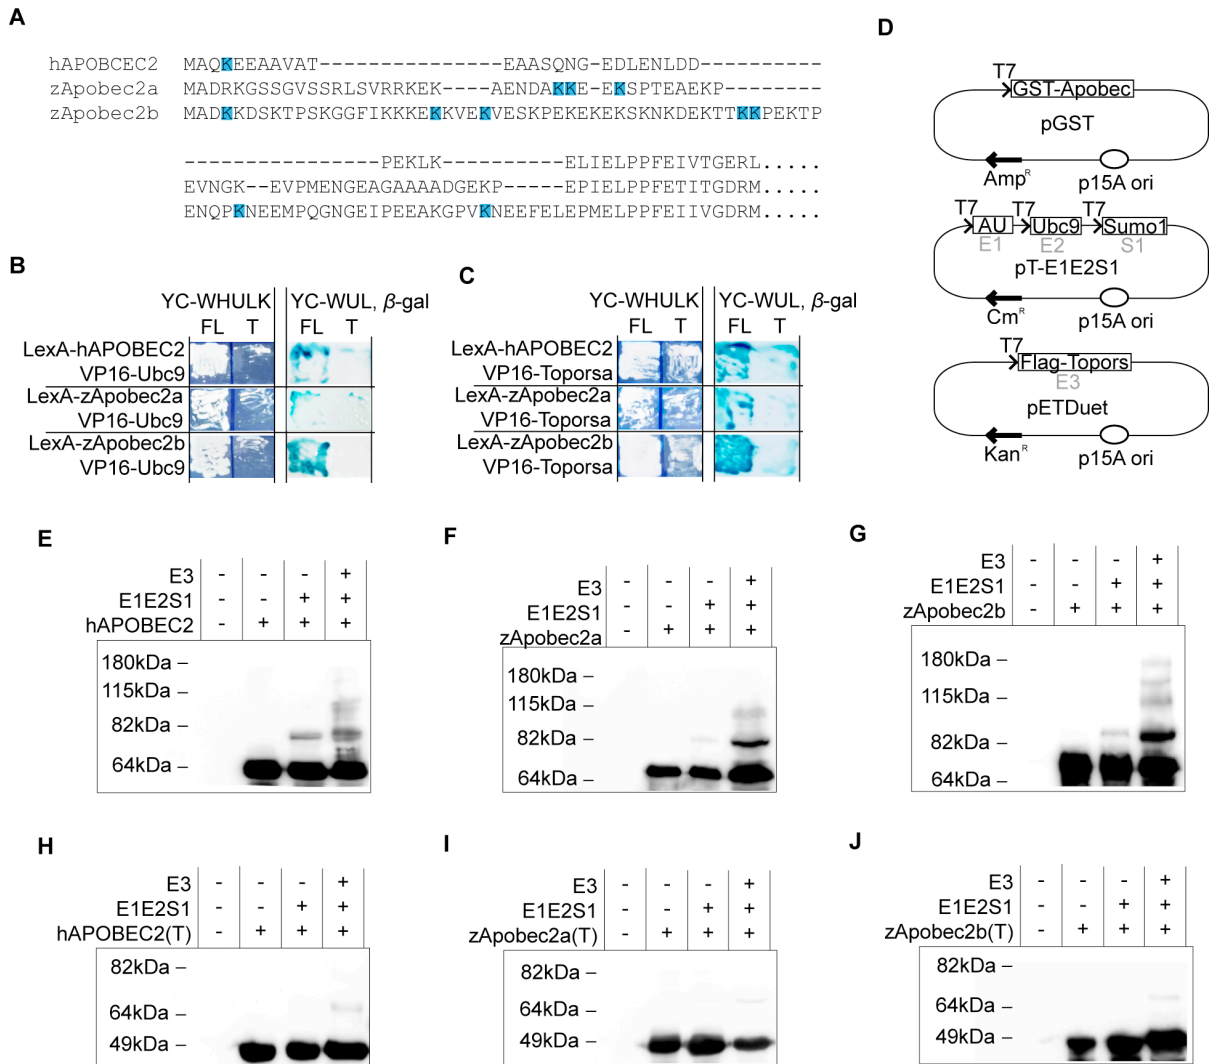 A
hAPOBCEC2 MAQKEEAAVAT---------------EAASQNG-EDLENLDD----------
zApobec2a MADRKGSSGVSSRLSVRRKEK----AENDAKKE-EKSPTEAEKP--------
zApobec2b MADKKDSKTPSKGGFIKKKEKKVEKVESKPEKEKEKSKNKDEKTTKKPEKTP
----------------PEKLK----------ELIELPPFEIVTGERL.....
EVNGK--EVPMENGEAGAAAADGEKP-----EPIELPPFETITGDRM.....
ENQPKNEEMPQGNGEIPEEAKGPVKNEEFELEPMELPPFEIIVGDRM.....
B
YC-WHULK YC-WUL, β-gal
FL T FL T
LexA-hAPOBEC2
VP16-Ubc9
LexA-zApobec2a
VP16-Ubc9
LexA-zApobec2b
VP16-Ubc9
C
YC-WHULK YC-WUL, β-gal
FL T FL T
LexA-hAPOBEC2
VP16-Toporsa
LexA-zApobec2a
VP16-Toporsa
LexA-zApobec2b
VP16-Toporsa
D
T7
GST-Apobec
pGST
AmpR p15A ori
T7 T7 T7
AU Ubc9 Sumo1
E1 E2 S1
pT-E1E2S1
CmR p15A ori
T7
Flag-Topors
E3
pETDuet
KanR p15A ori
E
E3 - - - +
E1E2S1 - - + +
hAPOBEC2 - + + +
180kDa –
115kDa –
82kDa –
64kDa –
F
E3 - - - +
E1E2S1 - - + +
zApobec2a - + + +
180kDa –
115kDa –
82kDa –
64kDa –
G
E3 - - - +
E1E2S1 - - + +
zApobec2b - + + +
180kDa –
115kDa –
82kDa –
64kDa –
H
E3 - - - +
E1E2S1 - - + +
hAPOBEC2(T) - + + +
82kDa –
64kDa –
49kDa –
I
E3 - - - +
E1E2S1 - - + +
zApobec2a(T) - + + +
82kDa –
64kDa –
49kDa –
J
E3 - - - +
E1E2S1 - - + +
zApobec2b(T) - + + +
82kDa –
64kDa –
49kDa –